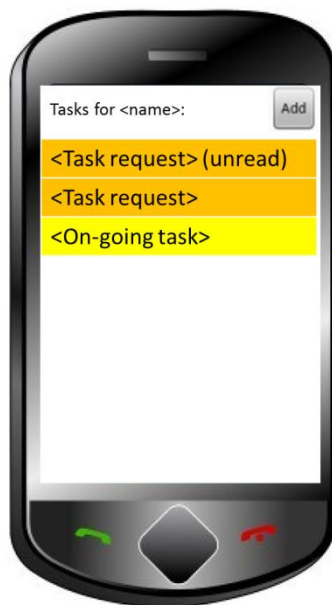 Tasks for <name>:
Add
<Task request> (unread)
<Task request>
<On-going task>